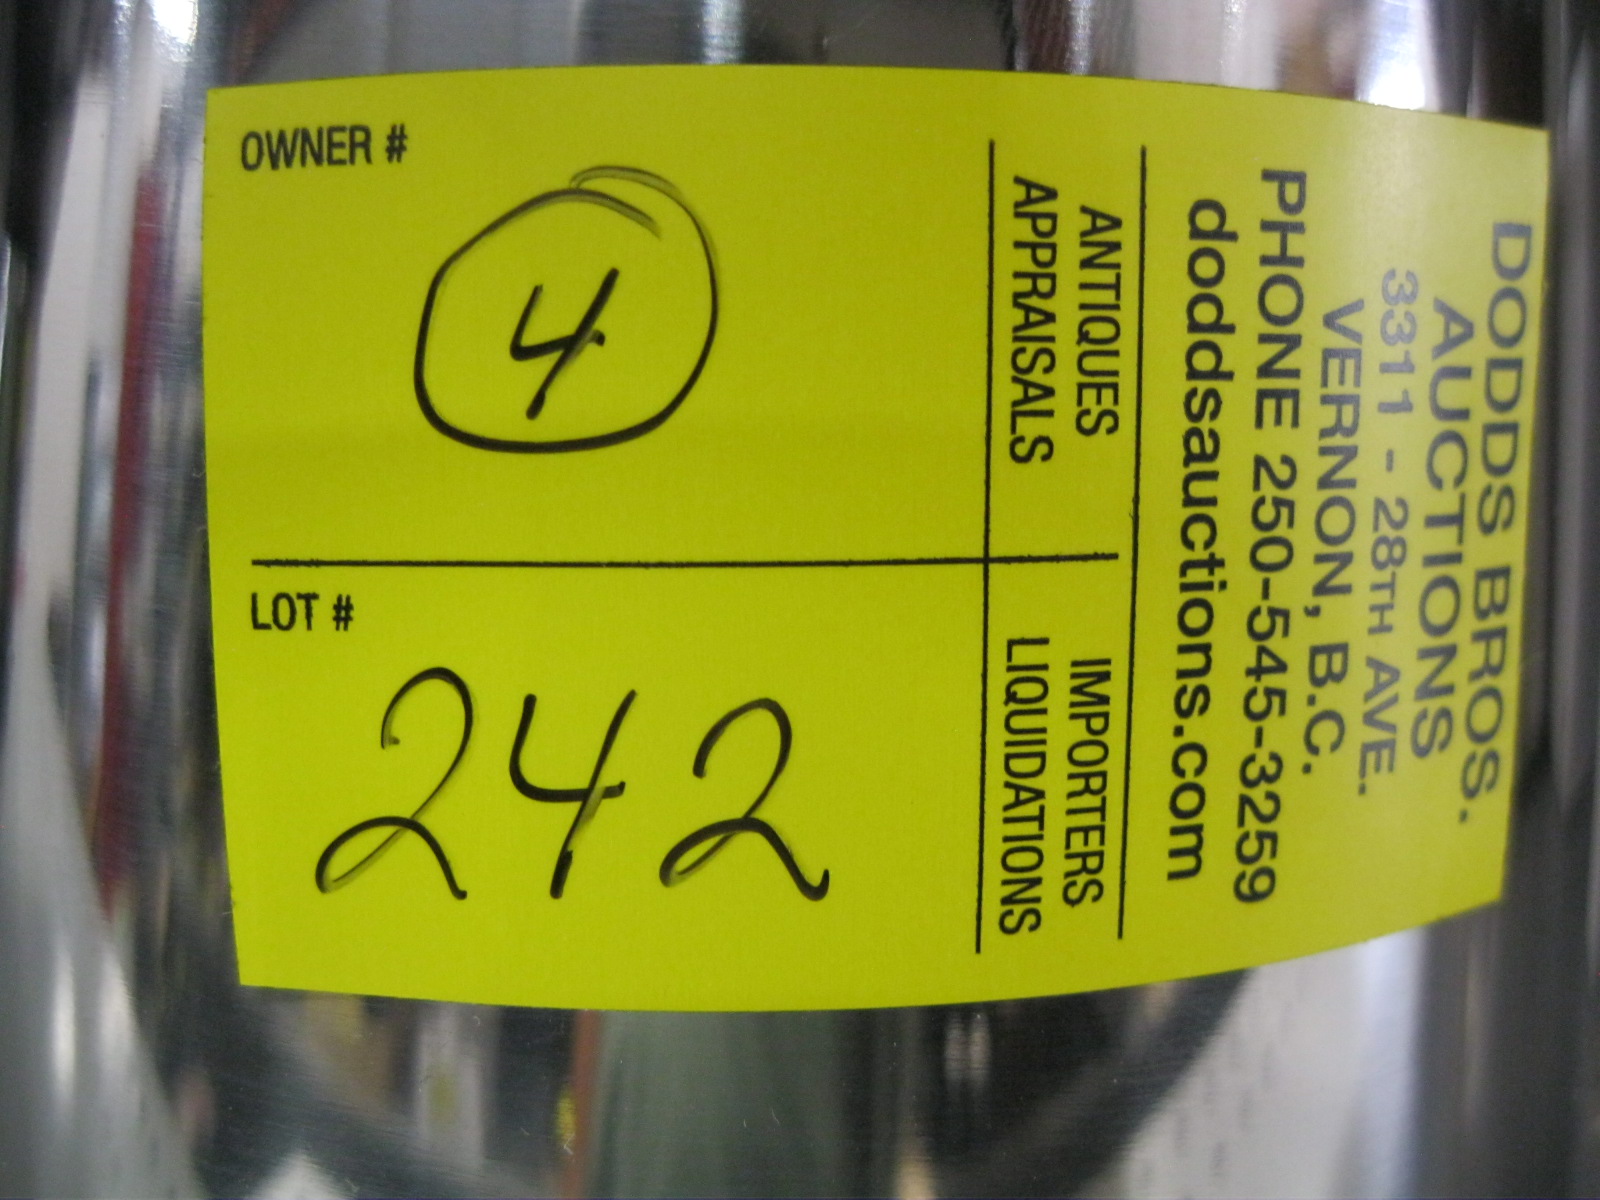 DODDS BROS.
AUCTIONS
3311 - 28TH AVE.
VERNON, B.C.
PHONE 250-545-3259
doddsauctions.com
ANTIQUES
APPRAISALS
IMPORTERS
LIQUIDATIONS
OWNER #
4
LOT #
242